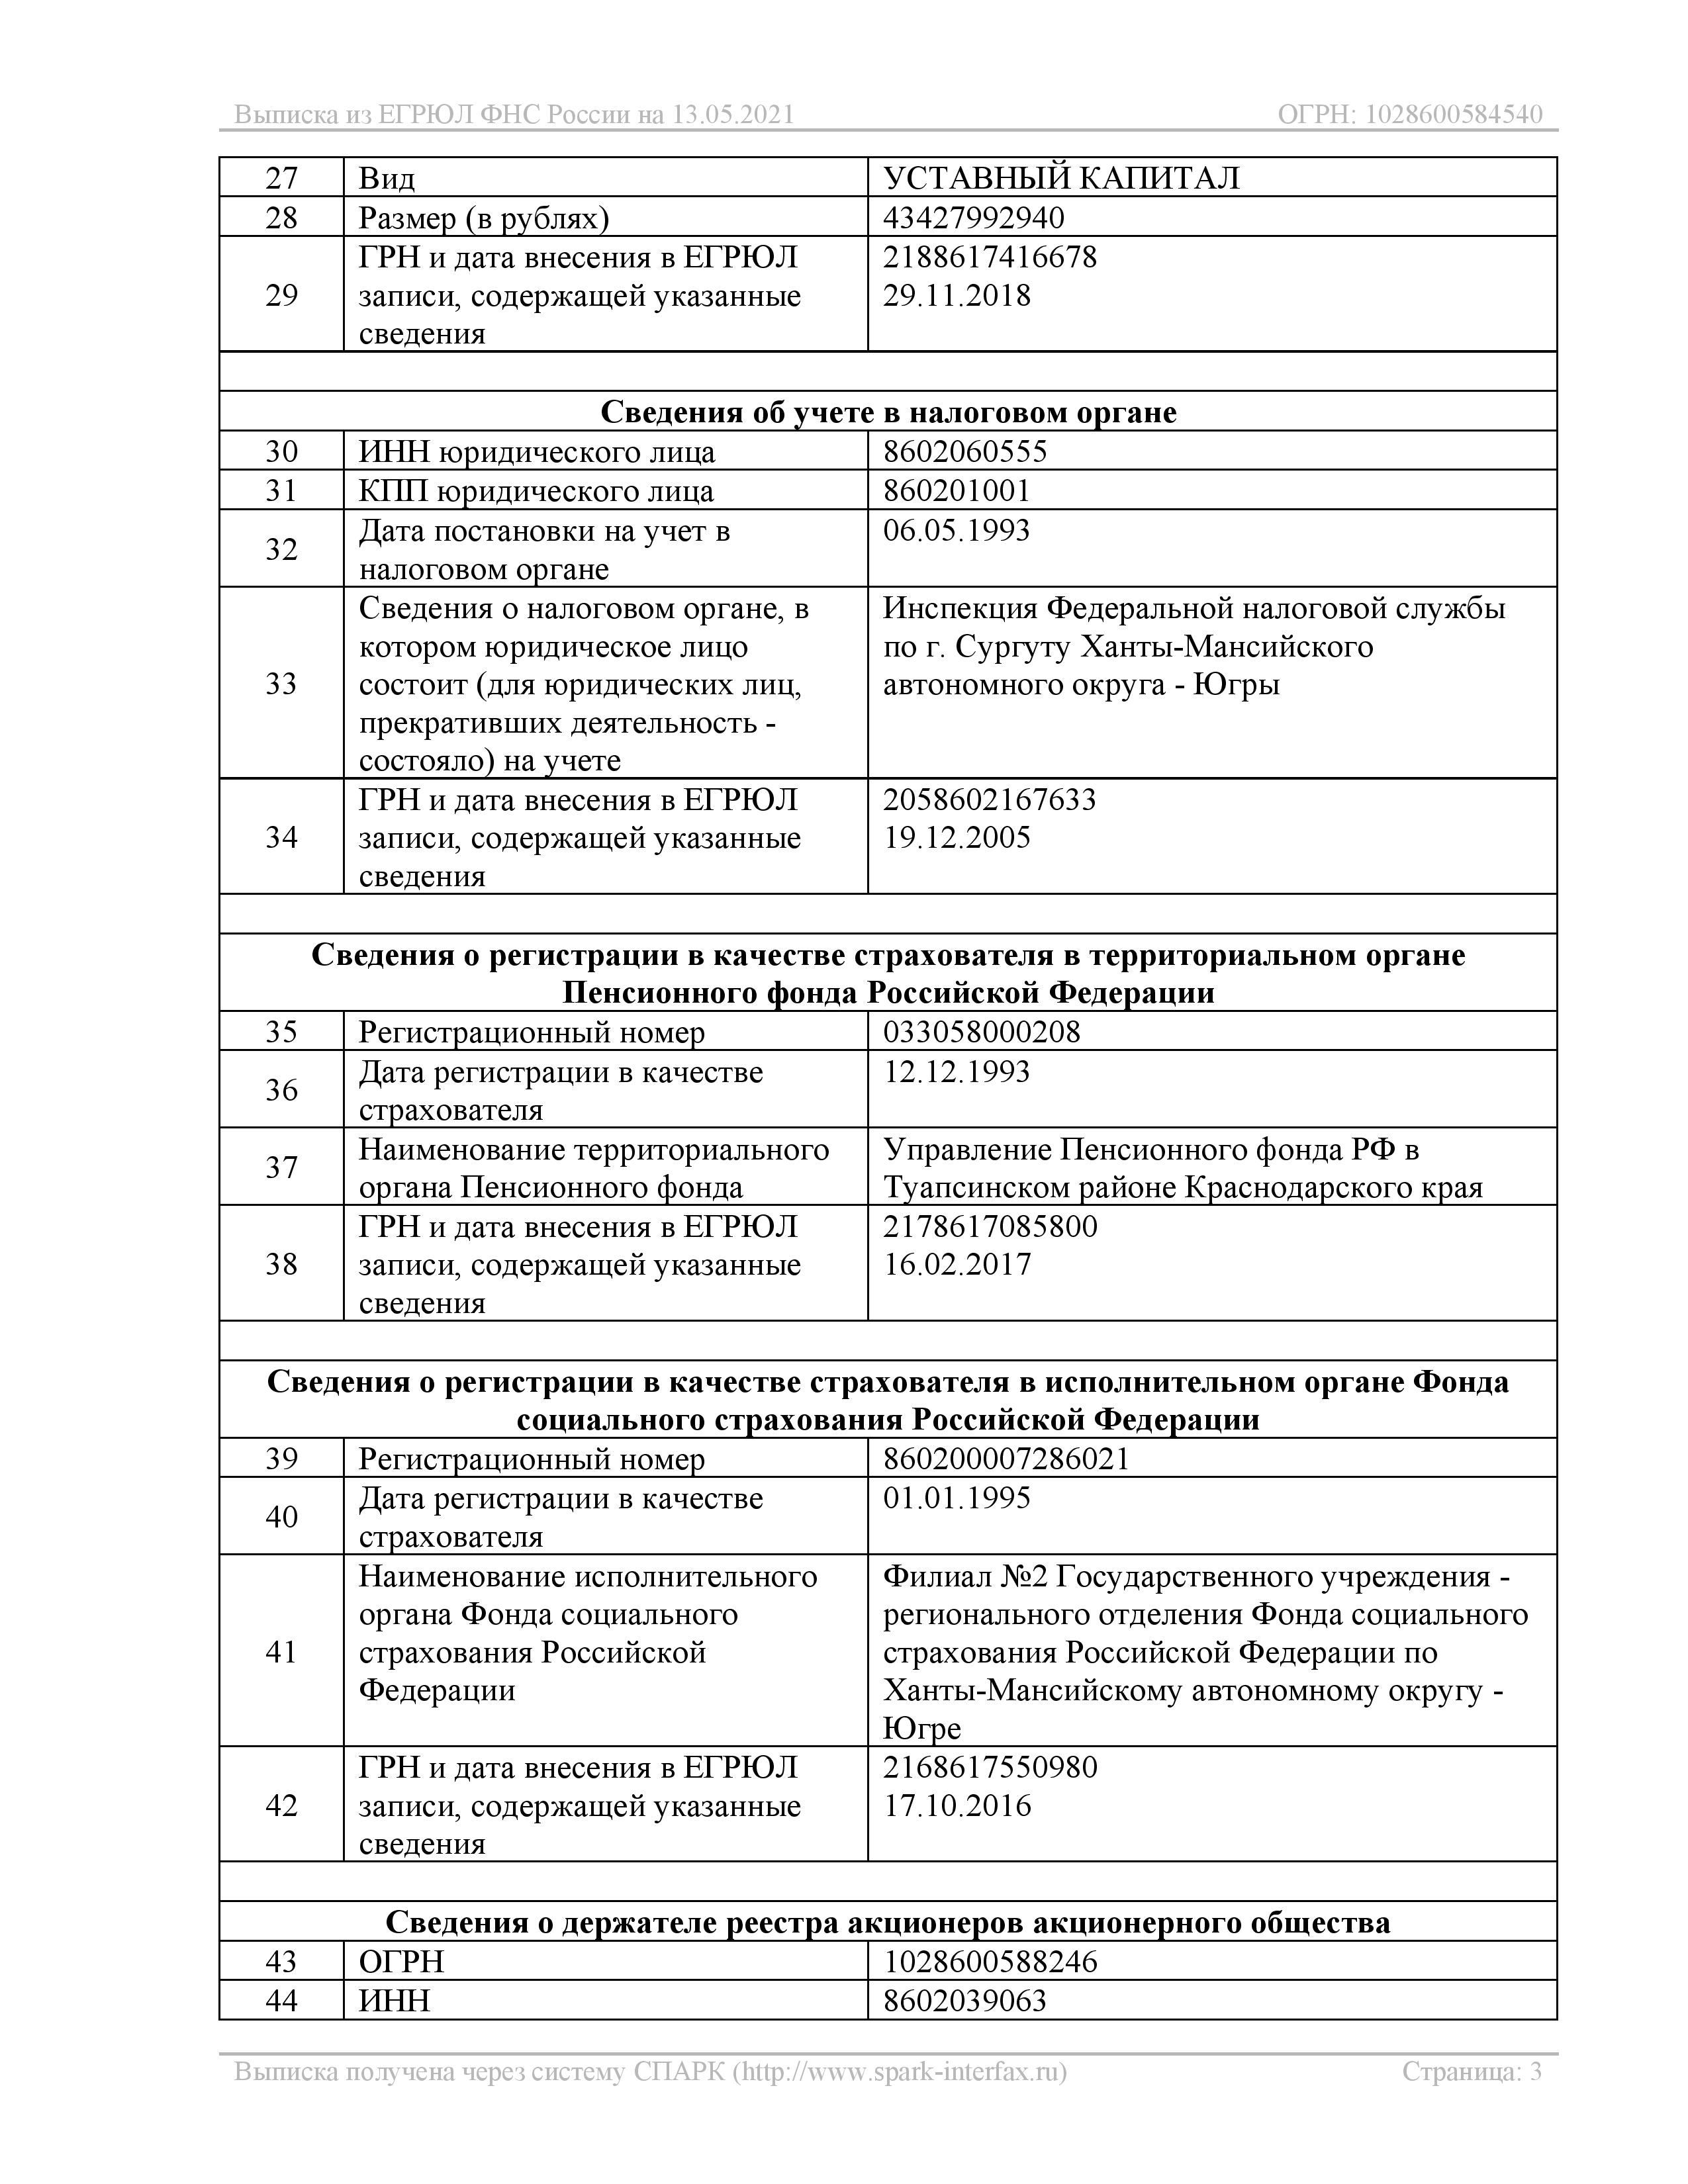 Выписка из ЕГРЮЛ ФНС России на 13.05.2021 ОГРН: 1028600584540
27 Вид УСТАВНЫЙ КАПИТАЛ
28 Размер (в рублях) 43427992940
ГРН и дата внесения в ЕГРЮЛ 2188617416678
29 записи, содержащей указанные 29.11.2018
сведения
Сведения об учете в налоговом органе
30 ИНН юридического лица 8602060555
31 КПП юридического лица 860201001
32 Дата постановки на учет в 06.05.1993
налоговом органе
Сведения о налоговом органе, в Инспекция Федеральной налоговой службы
котором юридическое лицо по г. Сургуту Ханты-Мансийского
33 состоит (для юридических лиц, автономного округа - Югры
прекративших деятельность -
состояло) на учете
ГРН и дата внесения в ЕГРЮЛ 2058602167633
34 записи, содержащей указанные 19.12.2005
сведения
Сведения о регистрации в качестве страхователя в территориальном органе
Пенсионного фонда Российской Федерации
35 Регистрационный номер 033058000208
36 Дата регистрации в качестве 12.12.1993
страхователя
37 Наименование территориального Управление Пенсионного фонда РФ в
органа Пенсионного фонда Туапсинском районе Краснодарского края
ГРН и дата внесения в ЕГРЮЛ 2178617085800
38 записи, содержащей указанные 16.02.2017
сведения
Сведения о регистрации в качестве страхователя в исполнительном органе Фонда
социального страхования Российской Федерации
39 Регистрационный номер 860200007286021
40 Дата регистрации в качестве 01.01.1995
страхователя
Наименование исполнительного Филиал №2 Государственного учреждения -
органа Фонда социального регионального отделения Фонда социального
41 страхования Российской страхования Российской Федерации по
Федерации Ханты-Мансийскому автономному округу -
Югре
ГРН и дата внесения в ЕГРЮЛ 2168617550980
42 записи, содержащей указанные 17.10.2016
сведения
Сведения о держателе реестра акционеров акционерного общества
43 ОГРН 1028600588246
44 ИНН 8602039063
Выписка получена через систему СПАРК (http://www.spark-interfax.ru) Страница: 3